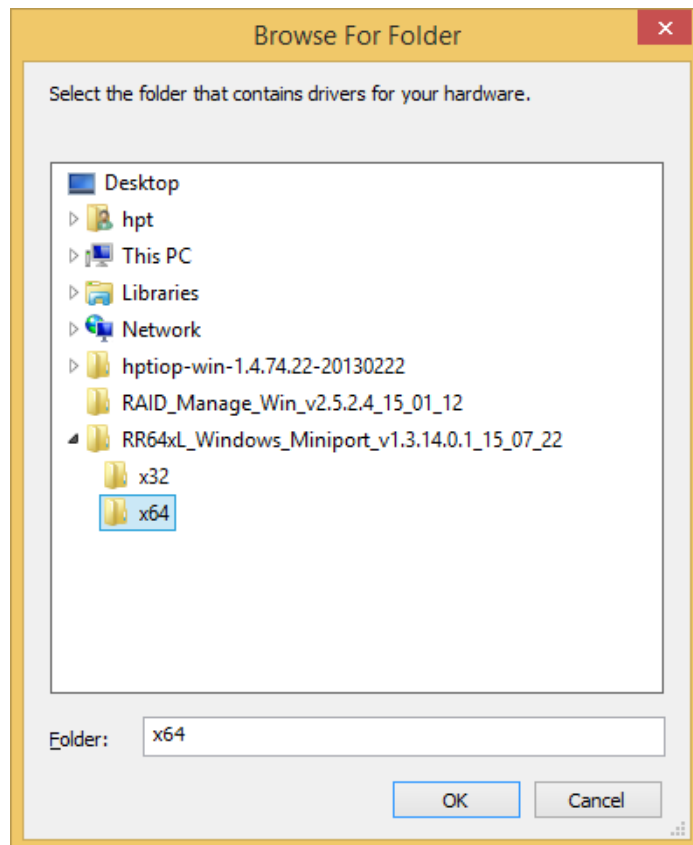 Browse For Folder
Select the folder that contains drivers for your hardware.
Desktop
hpt
This PC
Libraries
Network
hptiop-win-1.4.74.22-20130222
RAID_Manage_Win_v2.5.2.4_15_01_12
RR64xL_Windows_Miniport_v1.3.14.0.1_15_07_22
x32
x64
Folder: x64
OK Cancel